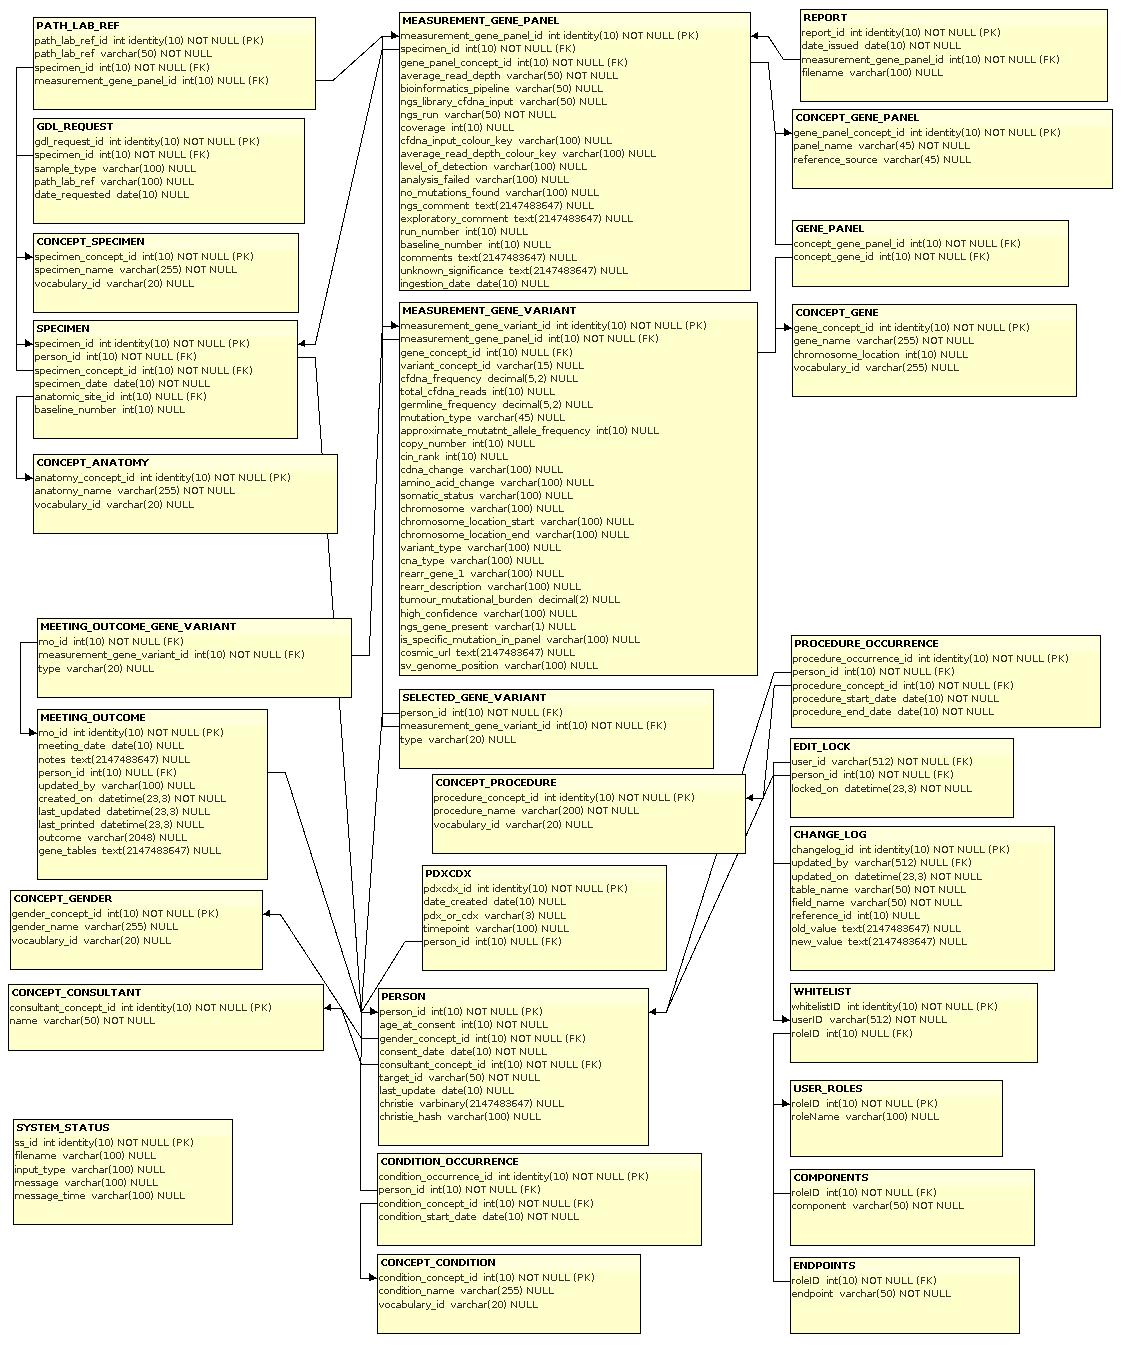 PATH_LAB_REF
path_lab_ref_id int identity(10) NOT NULL (PK)
path_lab_ref varchar(50) NOT NULL
specimen_id int(10) NOT NULL (FK)
measurement_gene_panel_id int(10) NULL (FK)
GDL_REQUEST
gdl_request_id int identity(10) NOT NULL (PK)
specimen_id int(10) NOT NULL (FK)
sample_type varchar(100) NULL
path_lab_ref varchar(100) NULL
date_requested date(10) NULL
CONCEPT_SPECIMEN
specimen_concept_id int(10) NOT NULL (PK)
specimen_name varchar(255) NOT NULL
vocabulary_id varchar(20) NULL
SPECIMEN
specimen_id int identity(10) NOT NULL (PK)
person_id int(10) NOT NULL (FK)
specimen_concept_id int(10) NOT NULL (FK)
specimen_date date(10) NOT NULL
anatomic_site_id int(10) NULL (FK)
baseline_number int(10) NULL
CONCEPT_ANATOMY
anatomy_concept_id int identity(10) NOT NULL (PK)
anatomy_name varchar(255) NOT NULL
vocabulary_id varchar(20) NULL
MEETING_OUTCOME_GENE_VARIANT
mo_id int(10) NOT NULL (FK)
measurement_gene_variant_id int(10) NOT NULL (FK)
type varchar(20) NULL
MEETING_OUTCOME
mo_id int identity(10) NOT NULL (PK)
meeting_date date(10) NULL
notes text(2147483647) NULL
person_id int(10) NULL (FK)
updated_by varchar(100) NULL
created_on datetime(23,3) NOT NULL
last_updated datetime(23,3) NULL
last_printed datetime(23,3) NULL
outcome varchar(2048) NULL
gene_tables text(2147483647) NULL
CONCEPT_GENDER
gender_concept_id int(10) NOT NULL (PK)
gender_name varchar(255) NULL
vocaublary_id varchar(20) NULL
CONCEPT_CONSULTANT
consultant_concept_id int identity(10) NOT NULL (PK)
name varchar(50) NOT NULL
SYSTEM_STATUS
ss_id int identity(10) NOT NULL (PK)
filename varchar(100) NULL
input_type varchar(100) NULL
message varchar(100) NULL
message_time varchar(100) NULL
MEASUREMENT_GENE_PANEL
measurement_gene_panel_id int identity(10) NOT NULL (PK)
specimen_id int(10) NOT NULL (FK)
gene_panel_concept_id int(10) NOT NULL (FK)
average_read_depth varchar(50) NOT NULL
bioinformatics_pipeline varchar(50) NULL
ngs_library_cfdna_input varchar(50) NULL
ngs_run varchar(50) NOT NULL
coverage int(10) NULL
cfdna_input_colour_key varchar(100) NULL
average_read_depth_colour_key varchar(100) NULL
level_of_detection varchar(100) NULL
analysis_failed varchar(100) NULL
no_mutations_found varchar(100) NULL
ngs_comment text(2147483647) NULL
exploratory_comment text(2147483647) NULL
run_number int(10) NULL
baseline_number int(10) NULL
comments text(2147483647) NULL
unknown_significance text(2147483647) NULL
ingestion_date date(10) NULL
MEASUREMENT_GENE_VARIANT
measurement_gene_variant_id int identity(10) NOT NULL (PK)
measurement_gene_panel_id int(10) NOT NULL (FK)
gene_concept_id int(10) NULL (FK)
variant_concept_id varchar(15) NULL
cfdna_frequency decimal(5,2) NULL
total_cfdna_reads int(10) NULL
germline_frequency decimal(5,2) NULL
mutation_type varchar(45) NULL
approximate_mutatnt_allele_frequency int(10) NULL
copy_number int(10) NULL
cin_rank int(10) NULL
cdna_change varchar(100) NULL
amino_acid_change varchar(100) NULL
somatic_status varchar(100) NULL
chromosome varchar(100) NULL
chromosome_location_start varchar(100) NULL
chromosome_location_end varchar(100) NULL
variant_type varchar(100) NULL
cna_type varchar(100) NULL
rearr_gene_1 varchar(100) NULL
rearr_description varchar(100) NULL
tumour_mutational_burden decimal(2) NULL
high_confidence varchar(100) NULL
ngs_gene_present varchar(1) NULL
is_specific_mutation_in_panel varchar(100) NULL
cosmic_url text(2147483647) NULL
sv_genome_position varchar(100) NULL
SELECTED_GENE_VARIANT
person_id int(10) NOT NULL (FK)
measurement_gene_variant_id int(10) NOT NULL (FK)
type varchar(20) NULL
CONCEPT_PROCEDURE
procedure_concept_id int identity(10) NOT NULL (PK)
procedure_name varchar(200) NOT NULL
vocabulary_id varchar(20) NULL
PDXCDX
pdxcdx_id int identity(10) NOT NULL (PK)
date_created date(10) NULL
pdx_or_cdx varchar(3) NULL
timepoint varchar(100) NULL
person_id int(10) NULL (FK)
PERSON
person_id int(10) NOT NULL (PK)
age_at_consent int(10) NOT NULL
gender_concept_id int(10) NOT NULL (FK)
consent_date date(10) NOT NULL
consultant_concept_id int(10) NOT NULL (FK)
target_id varchar(50) NOT NULL
last_update date(10) NULL
christie varbinary(2147483647) NOT NULL
christie_hash varchar(100) NULL
CONDITION_OCCURRENCE
condition_occurrence_id int identity(10) NOT NULL (PK)
person_id int(10) NOT NULL (FK)
condition_concept_id int(10) NOT NULL (FK)
condition_start_date date(10) NOT NULL
CONCEPT_CONDITION
condition_concept_id int(10) NOT NULL (PK)
condition_name varchar(255) NOT NULL
vocabulary_id varchar(20) NULL
REPORT
report_id int identity(10) NOT NULL (PK)
date_issued date(10) NOT NULL
measurement_gene_panel_id int(10) NOT NULL (FK)
filename varchar(100) NULL
CONCEPT_GENE_PANEL
gene_panel_concept_id int identity(10) NOT NULL (PK)
panel_name varchar(45) NOT NULL
reference_source varchar(45) NULL
GENE_PANEL
concept_gene_panel_id int(10) NOT NULL (FK)
concept_gene_id int(10) NOT NULL (FK)
CONCEPT_GENE
gene_concept_id int identity(10) NOT NULL (PK)
gene_name varchar(255) NOT NULL
chromosome_location int(10) NULL
vocabulary_id varchar(255) NULL
PROCEDURE_OCCURRENCE
procedure_occurrence_id int identity(10) NOT NULL (PK)
person_id int(10) NOT NULL (FK)
procedure_concept_id int(10) NOT NULL (FK)
procedure_start_date date(10) NOT NULL
procedure_end_date date(10) NOT NULL
EDIT_LOCK
user_id varchar(512) NOT NULL (FK)
person_id int(10) NOT NULL (FK)
locked_on datetime(23,3) NOT NULL
CHANGE_LOG
changelog_id int identity(10) NOT NULL (PK)
updated_by varchar(512) NULL (FK)
updated_on datetime(23,3) NOT NULL
table_name varchar(50) NOT NULL
field_name varchar(50) NOT NULL
reference_id int(10) NULL
old_value text(2147483647) NULL
new_value text(2147483647) NULL
WHITELIST
whitelistID int identity(10) NOT NULL (PK)
userID varchar(512) NOT NULL
roleID int(10) NULL (FK)
USER_ROLES
roleID int(10) NOT NULL (PK)
roleName varchar(100) NULL
COMPONENTS
roleID int(10) NOT NULL (FK)
component varchar(50) NOT NULL
ENDPOINTS
roleID int(10) NOT NULL (FK)
endpoint varchar(50) NOT NULL